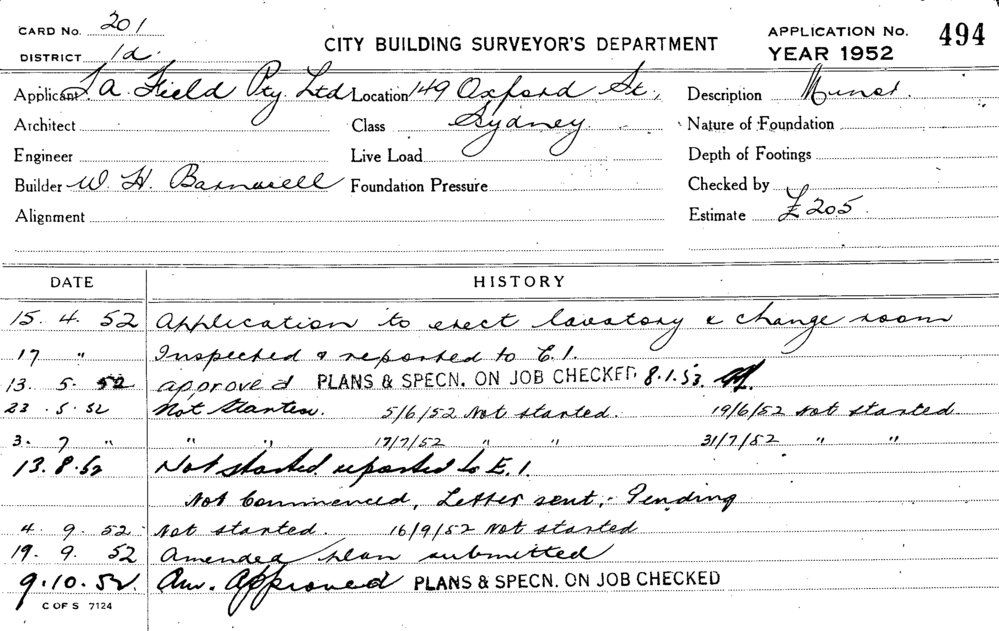 CARD No. 201
DISTRICT 1d.
CITY BUILDING SURVEYOR'S DEPARTMENT
APPLICATION No. 494
YEAR 1952
Applicant T. A. Field Pty. Ltd Location 149 Oxford St., Description
Architect Class Sydney. Nature of Foundation
Engineer Live Load Depth of Footings
Builder W. H. Barnwell Foundation Pressure Checked by
Alignment Estimate £205.
DATE HISTORY
15. 4. 52 Application to erect lavatory & change room
17 " Inspected & reported to E.I.
13. 5. 52 approved PLANS & SPECN. ON JOB CHECKED 8.1.53.
23 .5.52 Not Started. 5/6/52 Not started. 19/6/52 Not started.
3. 7 " " " 17/7/52 " " 31/7/52 " "
13.8.52 Not started reported to E.I.
Not Commenced, Letter sent; Pending
4. 9. 52 Not started. 16/9/52 Not started
19. 9. 52 Amended plan submitted
9.10.52. Am. Approved PLANS & SPECN. ON JOB CHECKED
C OF S 7124